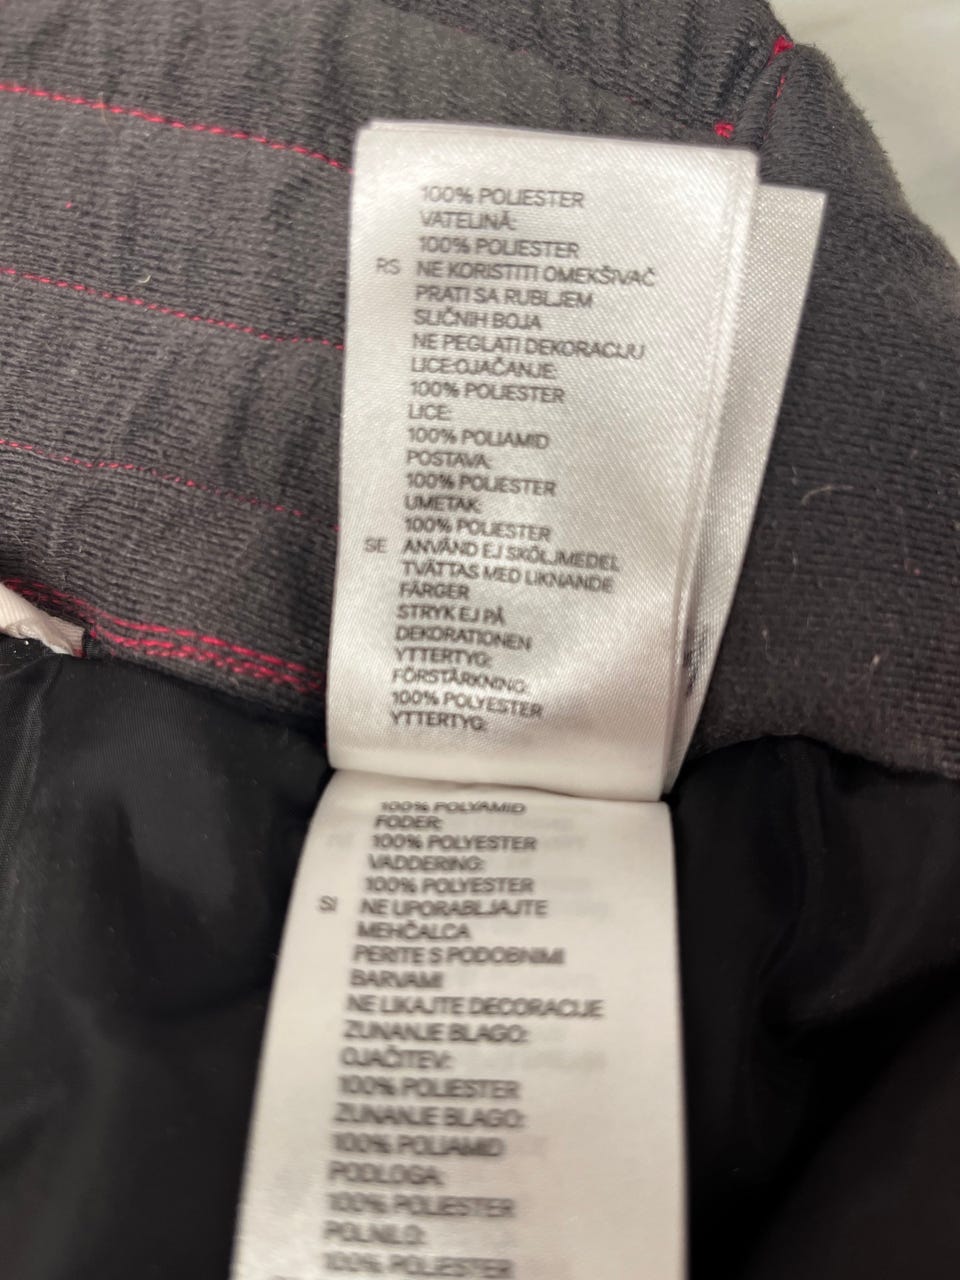 100% POLIESTER
VATELINĂ:
100% POLIESTER
RS NE KORISTITI OMEKŠIVAČ
PRATI SA RUBLJEM
SLIČNIH BOJA
NE PEGLATI DEKORACIJU
LICE:OJAČANJE:
100% POLIESTER
LICE:
100% POLIAMID
POSTAVA:
100% POLIESTER
UMETAK:
100% POLIESTER
SE ANVÄND EJ SKÖLJMEDEL
TVÄTTAS MED LIKNANDE
FÄRGER
STRYK EJ PÅ
DEKORATIONEN
YTTERTYG:
FÖRSTÄRKNING:
100% POLYESTER
YTTERTYG:
100% POLYAMID
FODER:
100% POLYESTER
VADDERING:
100% POLYESTER
SI NE UPORABLJAJTE
MEHČALCA
PERITE S PODOBNIMI
BARVAMI
NE LIKAJTE DECORACIJE
ZUNANJE BLAGO:
OJAČITEV:
100% POLIESTER
ZUNANJE BLAGO:
100% POLIAMID
PODLOGA:
100% POLIESTER
POLNILO:
100% POLIESTER